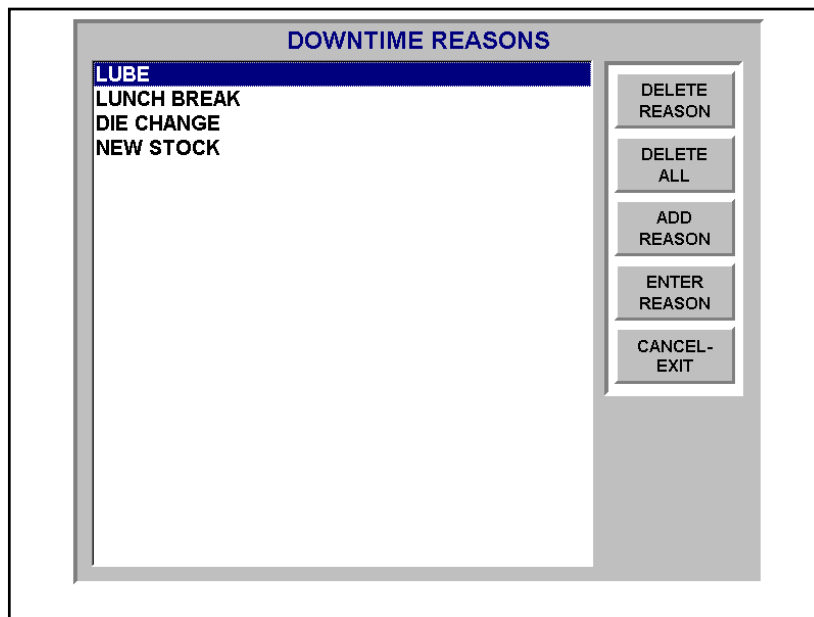 DOWNTIME REASONS
LUBE
LUNCH BREAK
DIE CHANGE
NEW STOCK
DELETE
REASON
DELETE
ALL
ADD
REASON
ENTER
REASON
CANCEL-
EXIT